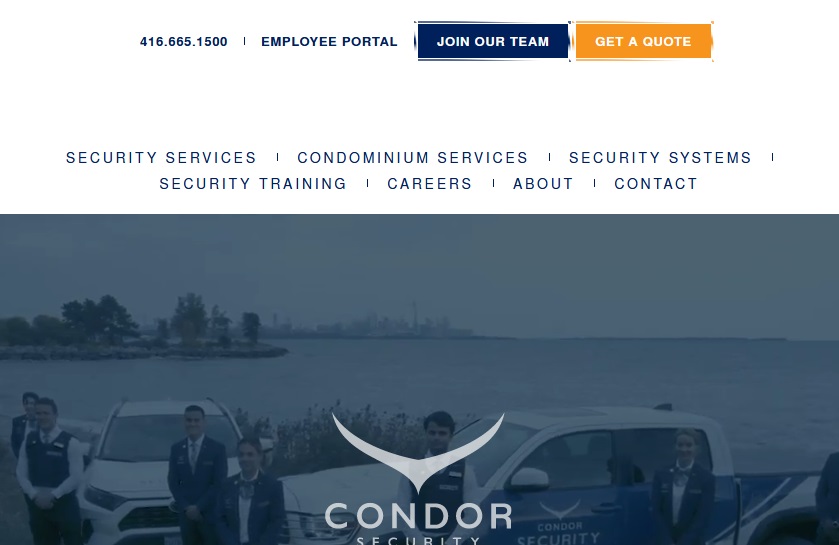 416.665.1500 EMPLOYEE PORTAL JOIN OUR TEAM GET A QUOTE
SECURITY SERVICES CONDOMINIUM SERVICES SECURITY SYSTEMS
SECURITY TRAINING CAREERS ABOUT CONTACT
CONDOR
SECURITY
CONDOR
SECURITY